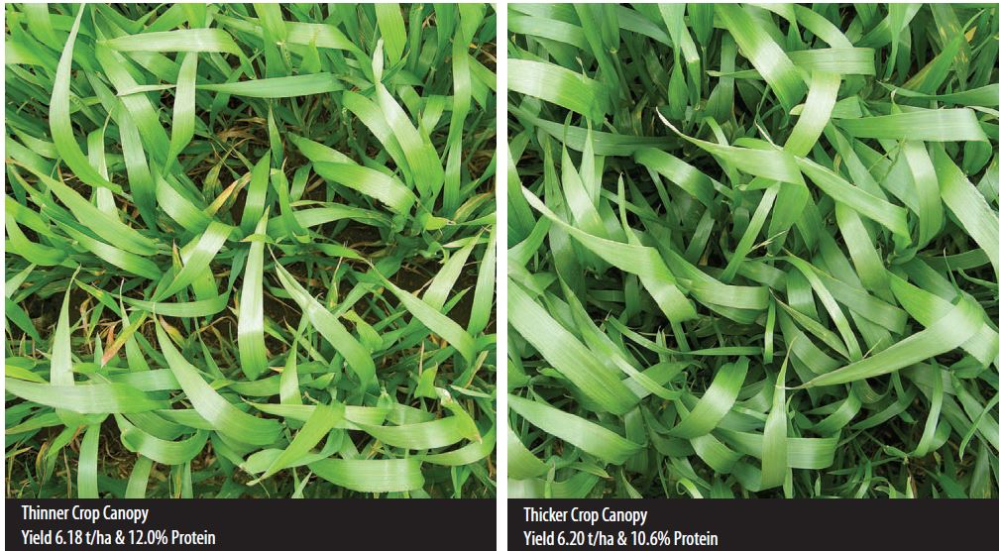 Thinner Crop Canopy
Yield 6.18 t/ha & 12.0% Protein
Thicker Crop Canopy
Yield 6.20 t/ha & 10.6% Protein